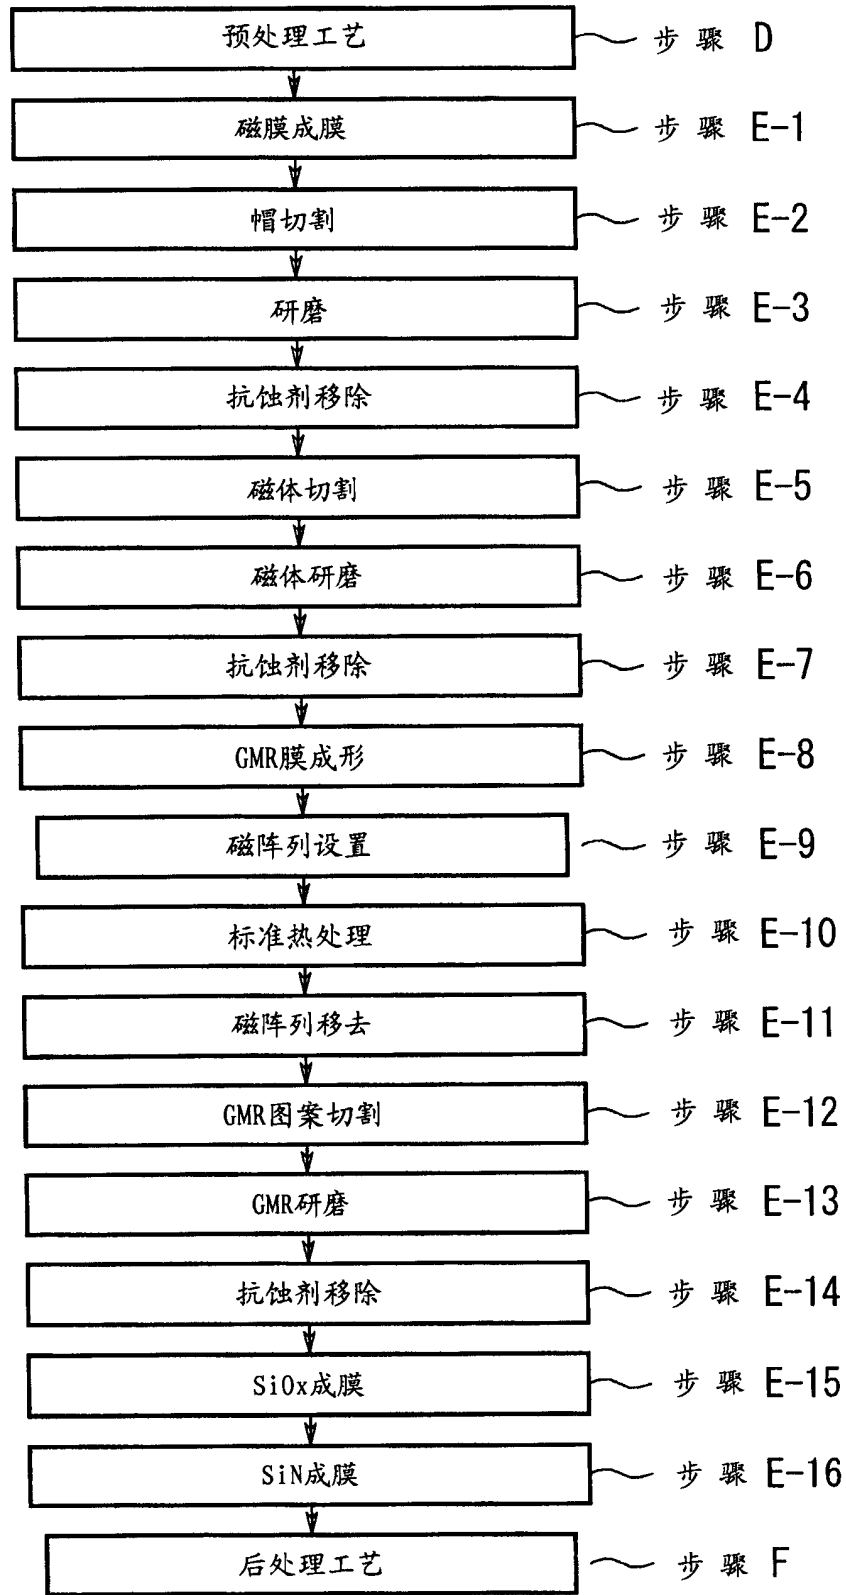 预处理工艺 步骤 D
磁膜成膜 步骤 E-1
帽切割 步骤 E-2
研磨 步骤 E-3
抗蚀剂移除 步骤 E-4
磁体切割 步骤 E-5
磁体研磨 步骤 E-6
抗蚀剂移除 步骤 E-7
GMR膜成形 步骤 E-8
磁阵列设置 步骤 E-9
标准热处理 步骤 E-10
磁阵列移去 步骤 E-11
GMR图案切割 步骤 E-12
GMR研磨 步骤 E-13
抗蚀剂移除 步骤 E-14
SiOx成膜 步骤 E-15
SiN成膜 步骤 E-16
后处理工艺 步骤 F